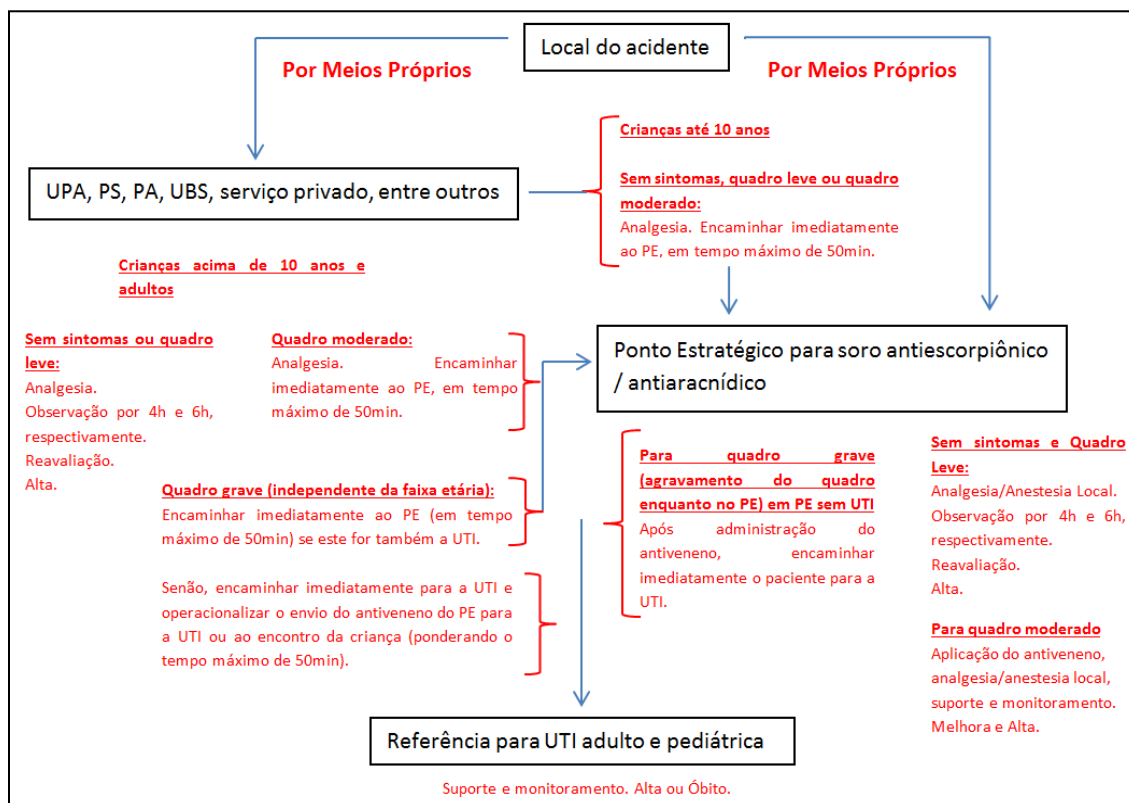 Local do acidente
Por Meios Próprios
Por Meios Próprios
Crianças até 10 anos
Sem sintomas, quadro leve ou quadro
moderado:
Analgesia. Encaminhar imediatamente
ao PE, em tempo máximo de 50min.
UPA, PS, PA, UBS, serviço privado, entre outros
Crianças acima de 10 anos e
adultos
Sem sintomas ou quadro
leve:
Analgesia.
Observação por 4h e 6h,
respectivamente.
Reavaliação.
Alta.
Quadro moderado:
Analgesia. Encaminhar
imediatamente ao PE, em tempo
máximo de 50min.
Ponto Estratégico para soro antiescorpiônico
/ antiaracnídico
Quadro grave (independente da faixa etária):
Encaminhar imediatamente ao PE (em tempo
máximo de 50min) se este for também a UTI.
Senão, encaminhar imediatamente para a UTI e
operacionalizar o envio do antiveneno do PE para
a UTI ou ao encontro da criança (ponderando o
tempo máximo de 50min).
Para quadro grave
(agravamento do quadro
enquanto no PE) em PE sem UTI
Após administração do
antiveneno, encaminhar
imediatamente o paciente para a
UTI.
Sem sintomas e Quadro
Leve:
Analgesia/Anestesia Local.
Observação por 4h e 6h,
respectivamente.
Reavaliação.
Alta.
Para quadro moderado
Aplicação do antiveneno,
analgesia/anestesia local,
suporte e monitoramento.
Melhora e Alta.
Referência para UTI adulto e pediátrica
Suporte e monitoramento. Alta ou Óbito.